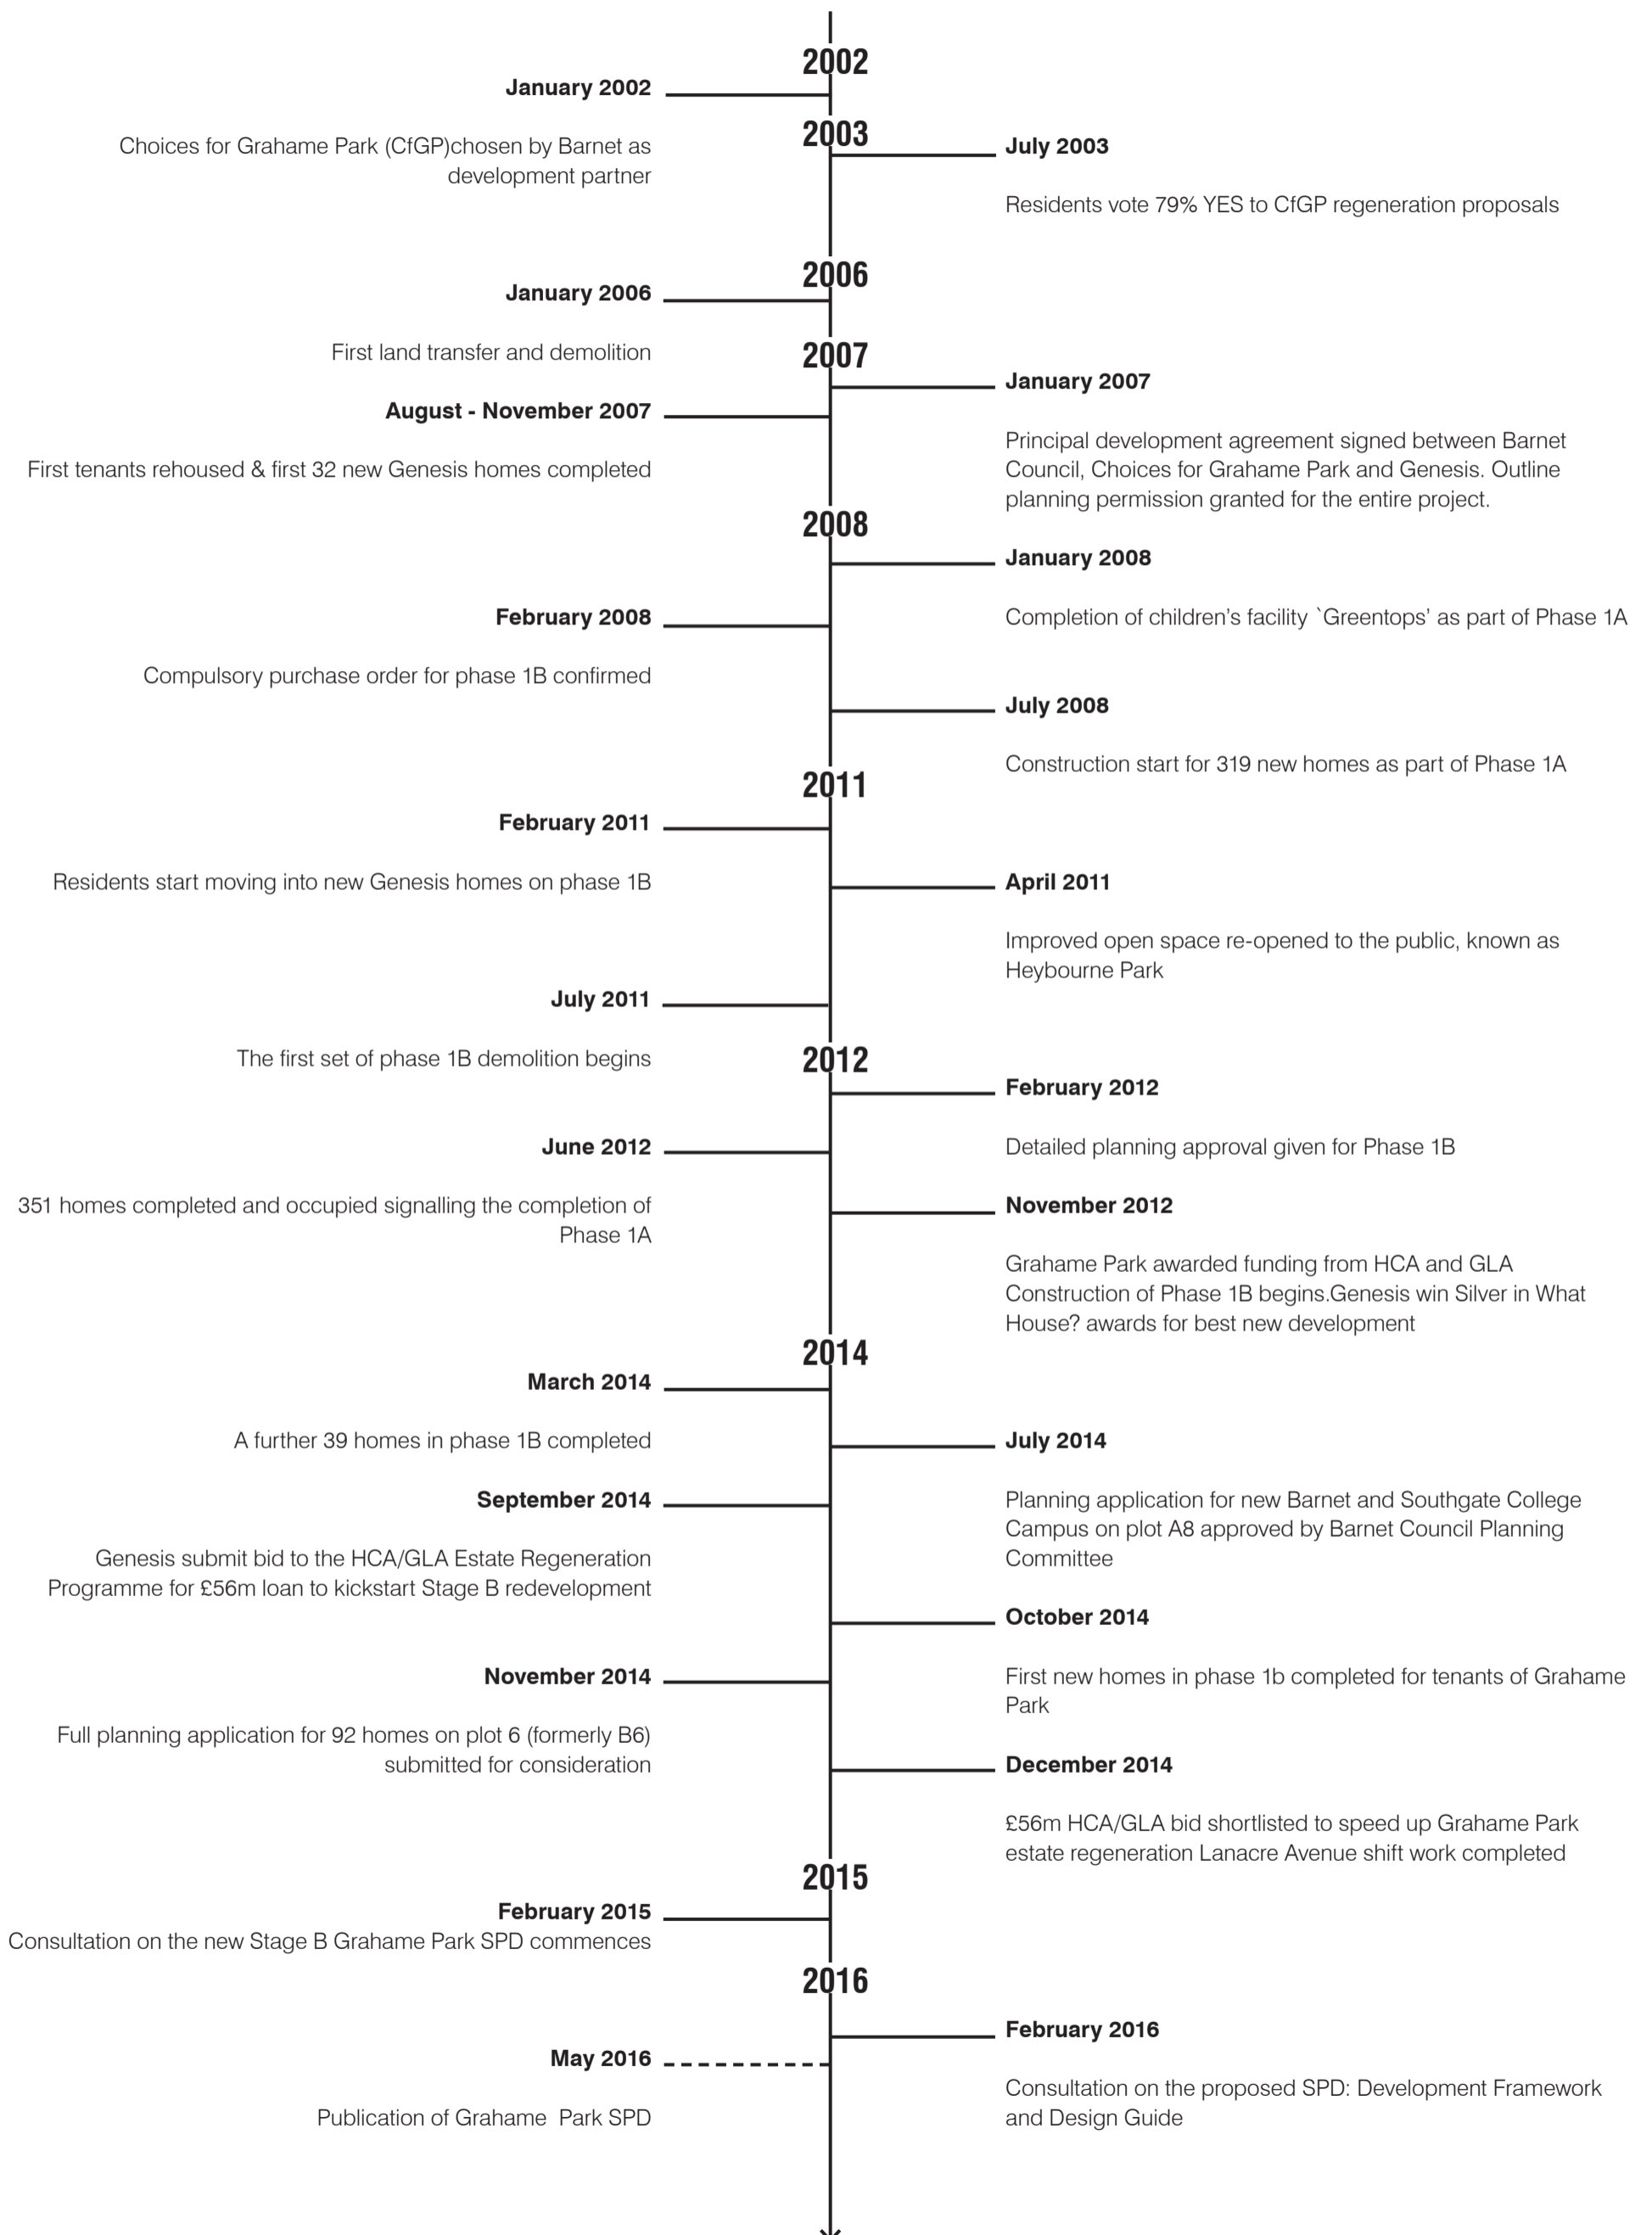 2002
January 2002
Choices for Grahame Park (CfGP)chosen by Barnet as
development partner
2003
July 2003
Residents vote 79% YES to CfGP regeneration proposals
2006
January 2006
First land transfer and demolition
2007
January 2007
Principal development agreement signed between Barnet
Council, Choices for Grahame Park and Genesis. Outline
planning permission granted for the entire project.
August - November 2007
First tenants rehoused & first 32 new Genesis homes completed
2008
January 2008
Completion of children’s facility `Greentops’ as part of Phase 1A
February 2008
Compulsory purchase order for phase 1B confirmed
July 2008
Construction start for 319 new homes as part of Phase 1A
2011
February 2011
Residents start moving into new Genesis homes on phase 1B
April 2011
Improved open space re-opened to the public, known as
Heybourne Park
July 2011
The first set of phase 1B demolition begins
2012
February 2012
Detailed planning approval given for Phase 1B
June 2012
351 homes completed and occupied signalling the completion of
Phase 1A
November 2012
Grahame Park awarded funding from HCA and GLA
Construction of Phase 1B begins.Genesis win Silver in What
House? awards for best new development
2014
March 2014
A further 39 homes in phase 1B completed
July 2014
Planning application for new Barnet and Southgate College
Campus on plot A8 approved by Barnet Council Planning
Committee
September 2014
Genesis submit bid to the HCA/GLA Estate Regeneration
Programme for £56m loan to kickstart Stage B redevelopment
October 2014
First new homes in phase 1b completed for tenants of Grahame
Park
November 2014
Full planning application for 92 homes on plot 6 (formerly B6)
submitted for consideration
December 2014
£56m HCA/GLA bid shortlisted to speed up Grahame Park
estate regeneration Lanacre Avenue shift work completed
2015
February 2015
Consultation on the new Stage B Grahame Park SPD commences
2016
February 2016
Consultation on the proposed SPD: Development Framework
and Design Guide
May 2016
Publication of Grahame  Park SPD